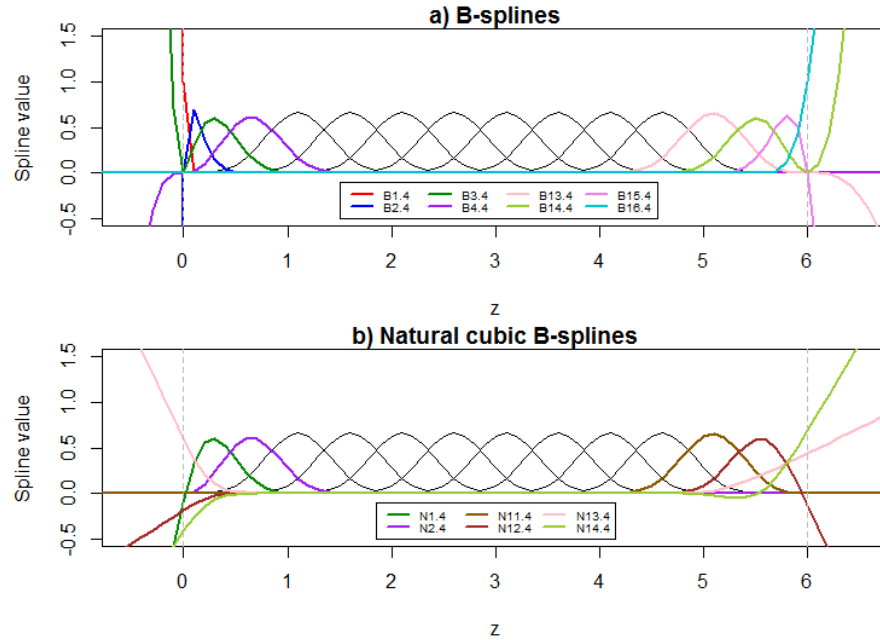 a) B-splines
Spline value
1.5
1.0
0.5
0.0
-0.5
B1.4 B3.4 B13.4 B15.4
B2.4 B4.4 B14.4 B16.4
0 1 2 3 4 5 6
z
b) Natural cubic B-splines
Spline value
1.5
1.0
0.5
0.0
-0.5
N1.4 N11.4 N13.4
N2.4 N12.4 N14.4
0 1 2 3 4 5 6
z